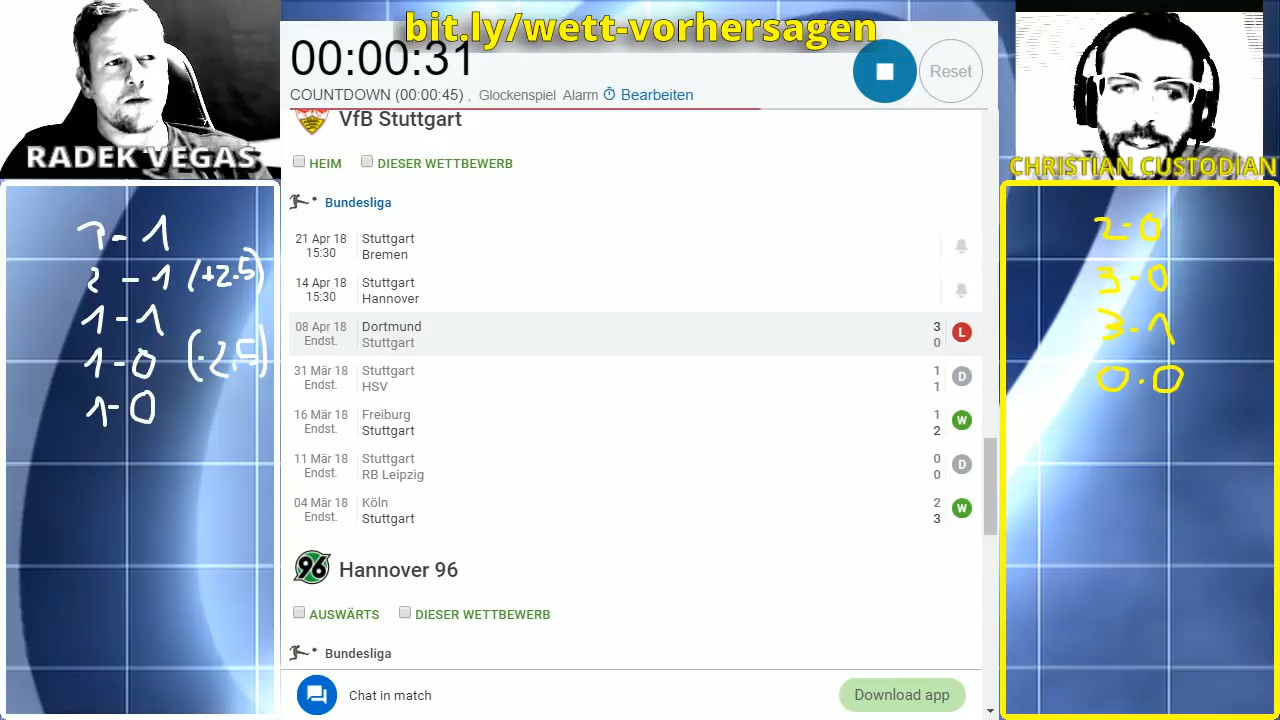 bit.ly/wett-vorhersagen
00:00:31
Reset
COUNTDOWN (00:00:45) , Glockenspiel Alarm Bearbeiten
RADEK VEGAS
CHRISTIAN CUSTODIAN
- 1
2 - 1 (+2.5)
1 - 1
1 - 0 (-2.5)
1 - 0
VfB Stuttgart
HEIM DIESER WETTBEWERB
Bundesliga
21 Apr 18 Stuttgart
15:30 Bremen
14 Apr 18 Stuttgart
15:30 Hannover
08 Apr 18 Dortmund 3
Endst. Stuttgart 0 L
31 Mär 18 Stuttgart 1
Endst. HSV 1 D
16 Mär 18 Freiburg 1
Endst. Stuttgart 2 W
11 Mär 18 Stuttgart 0
Endst. RB Leipzig 0 D
04 Mär 18 Köln 2
Endst. Stuttgart 3 W
96 Hannover 96
AUSWÄRTS DIESER WETTBEWERB
Bundesliga
Chat in match Download app
2-0
3-0
3-1
0.0